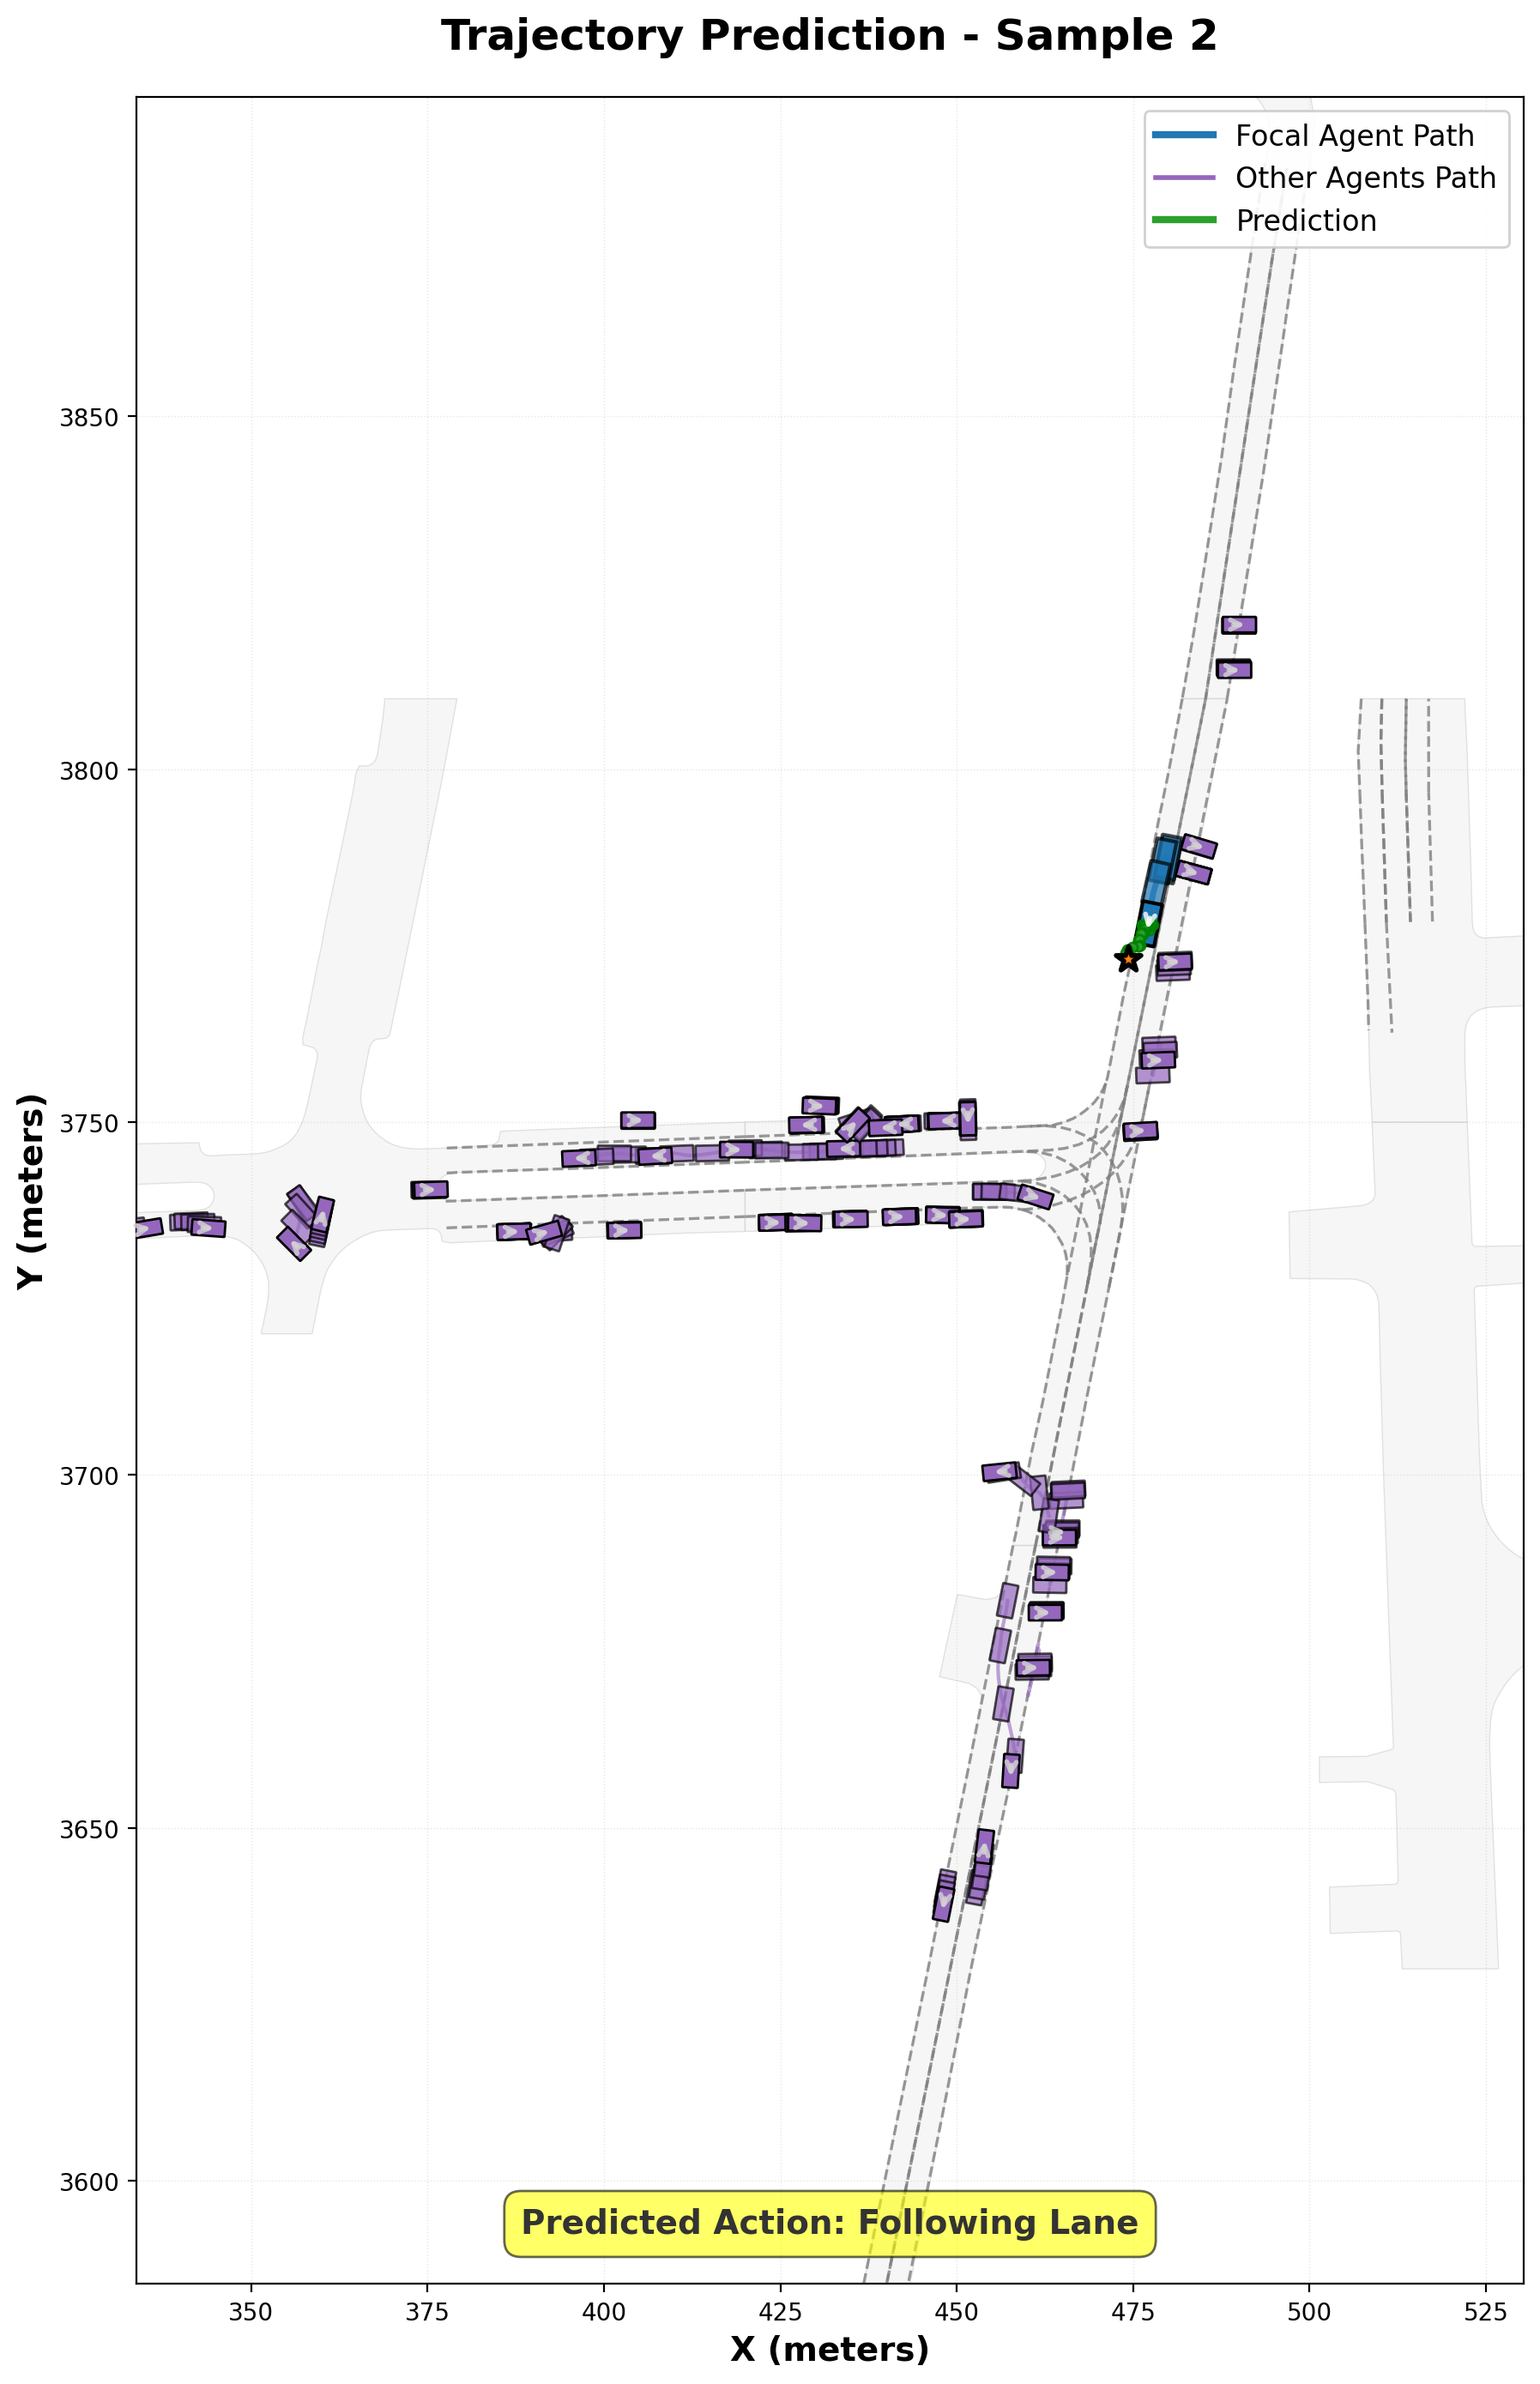 Trajectory Prediction - Sample 2
Focal Agent Path
Other Agents Path
Prediction
3850
3800
3750
3700
3650
3600
Y (meters)
Predicted Action: Following Lane
350 375 400 425 450 475 500 525
X (meters)